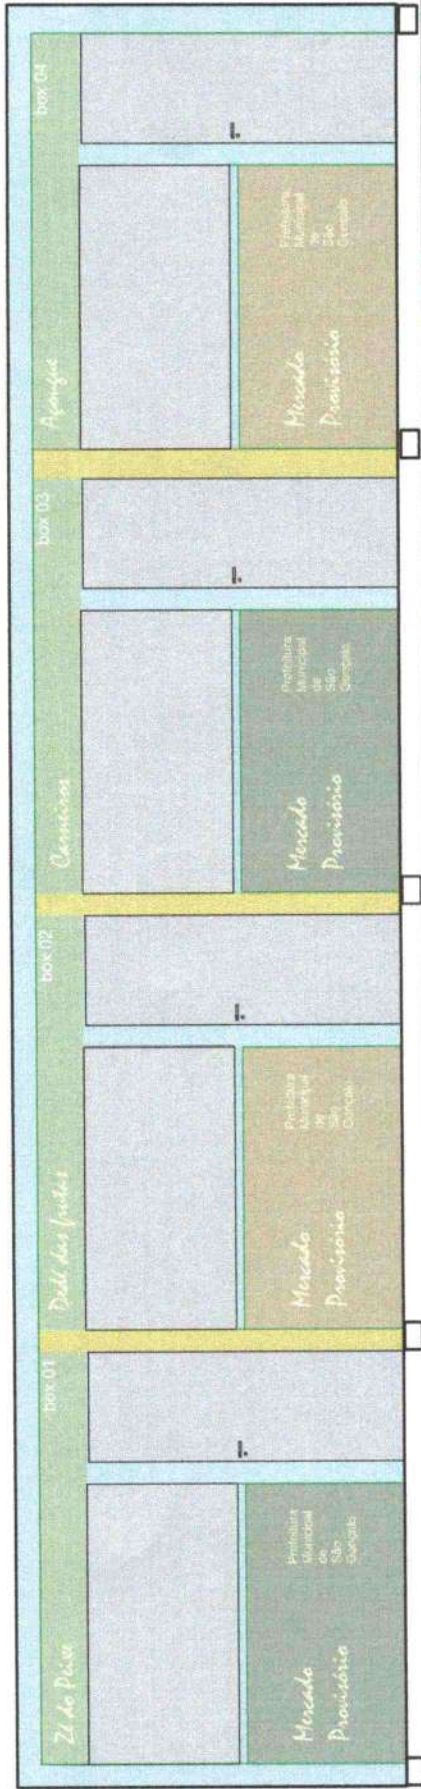 Zé do Peixe
box 01
Mercado
Provisório
Prefeitura
Municipal
de
São
Gonçalo
Dedé das frutas
box 02
Mercado
Provisório
Prefeitura
Municipal
de
São
Gonçalo
Carneiros
box 03
Mercado
Provisório
Prefeitura
Municipal
de
São
Gonçalo
Açougue
box 04
Mercado
Provisório
Prefeitura
Municipal
de
São
Gonçalo